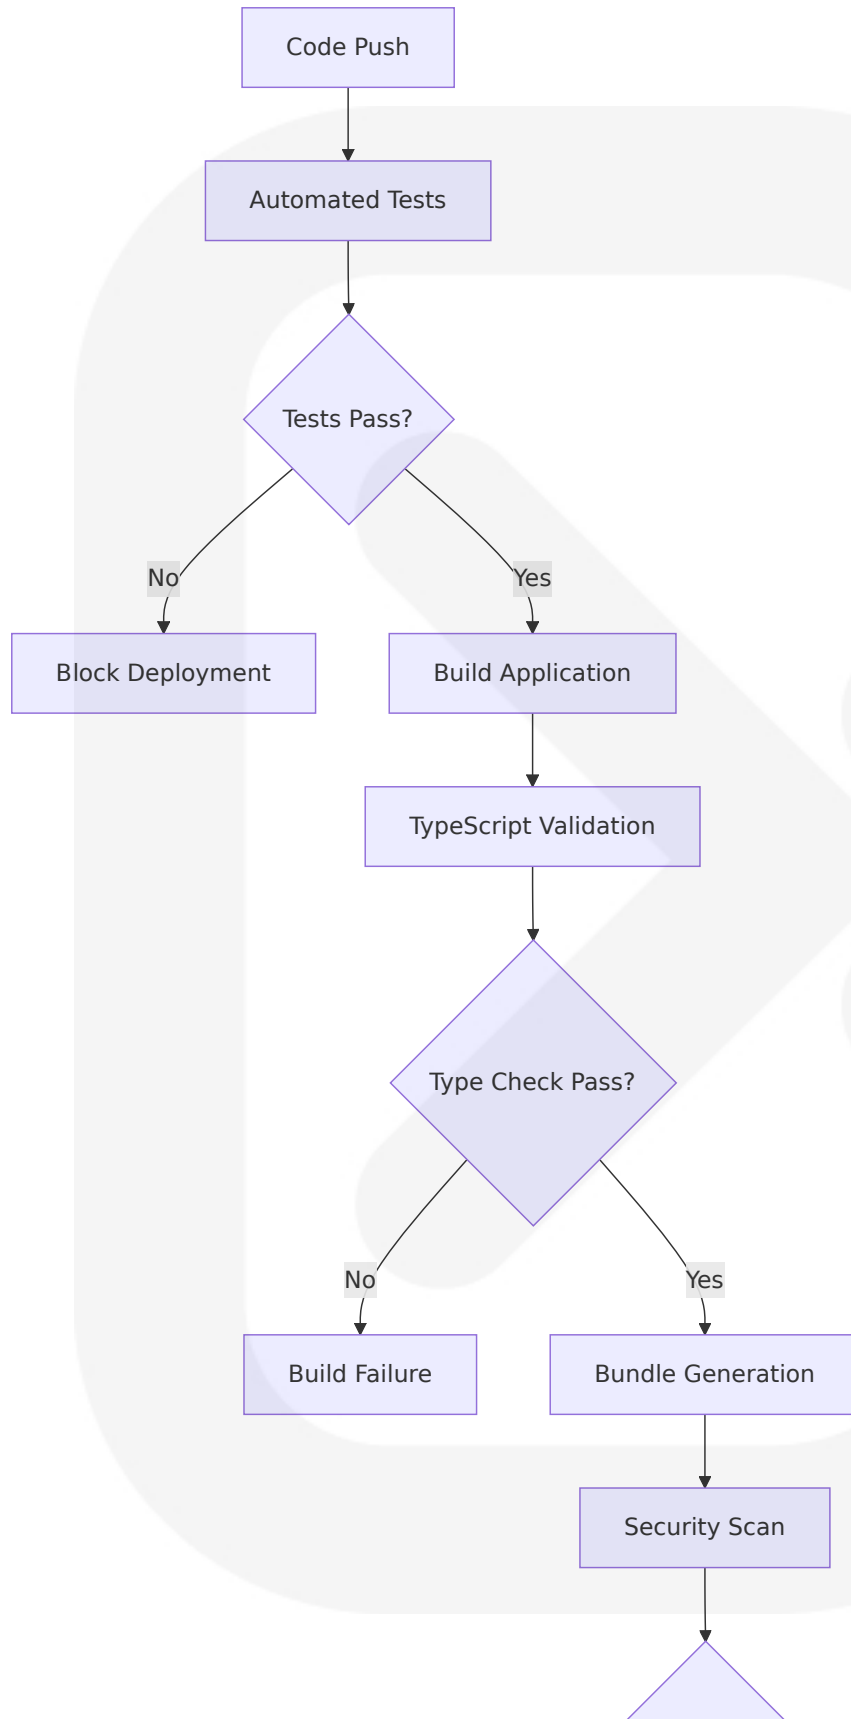 Code Push
Automated Tests
Tests Pass?
No
Yes
Block Deployment
Build Application
TypeScript Validation
Type Check Pass?
No
Yes
Build Failure
Bundle Generation
Security Scan